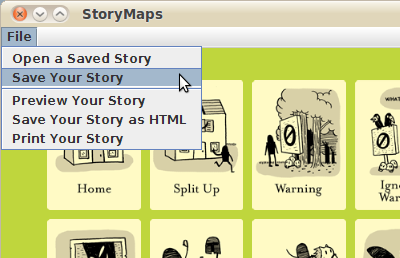 StoryMaps
File
Open a Saved Story
Save Your Story
Preview Your Story
Save Your Story as HTML
Print Your Story
WHAT
Home
Split Up
Warning